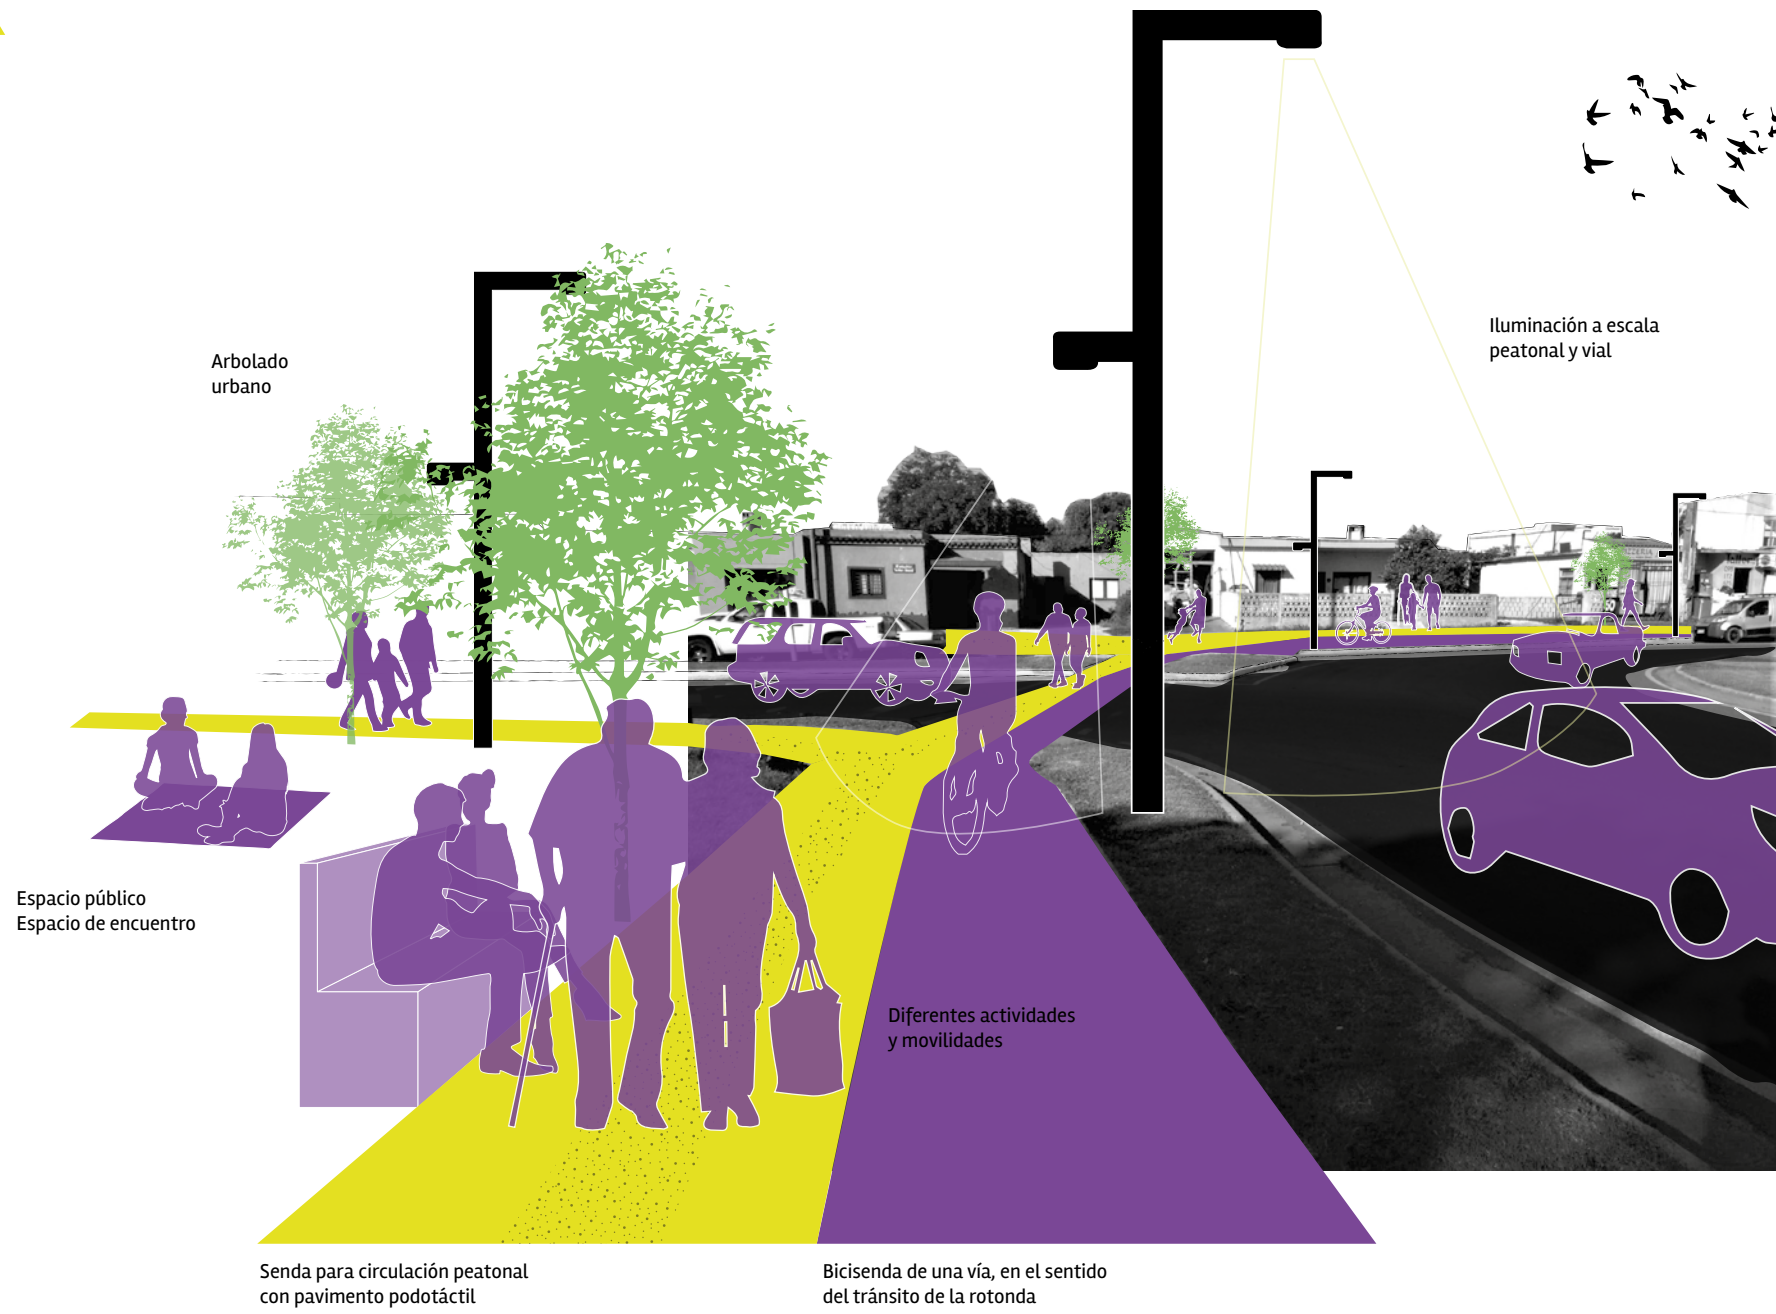 Iluminación a escala
peatonal y vial
Arbolado
urbano
Espacio público
Espacio de encuentro
Diferentes actividades
y movilidades
Senda para circulación peatonal
con pavimento podotáctil
Bicisenda de una vía, en el sentido
del tránsito de la rotonda